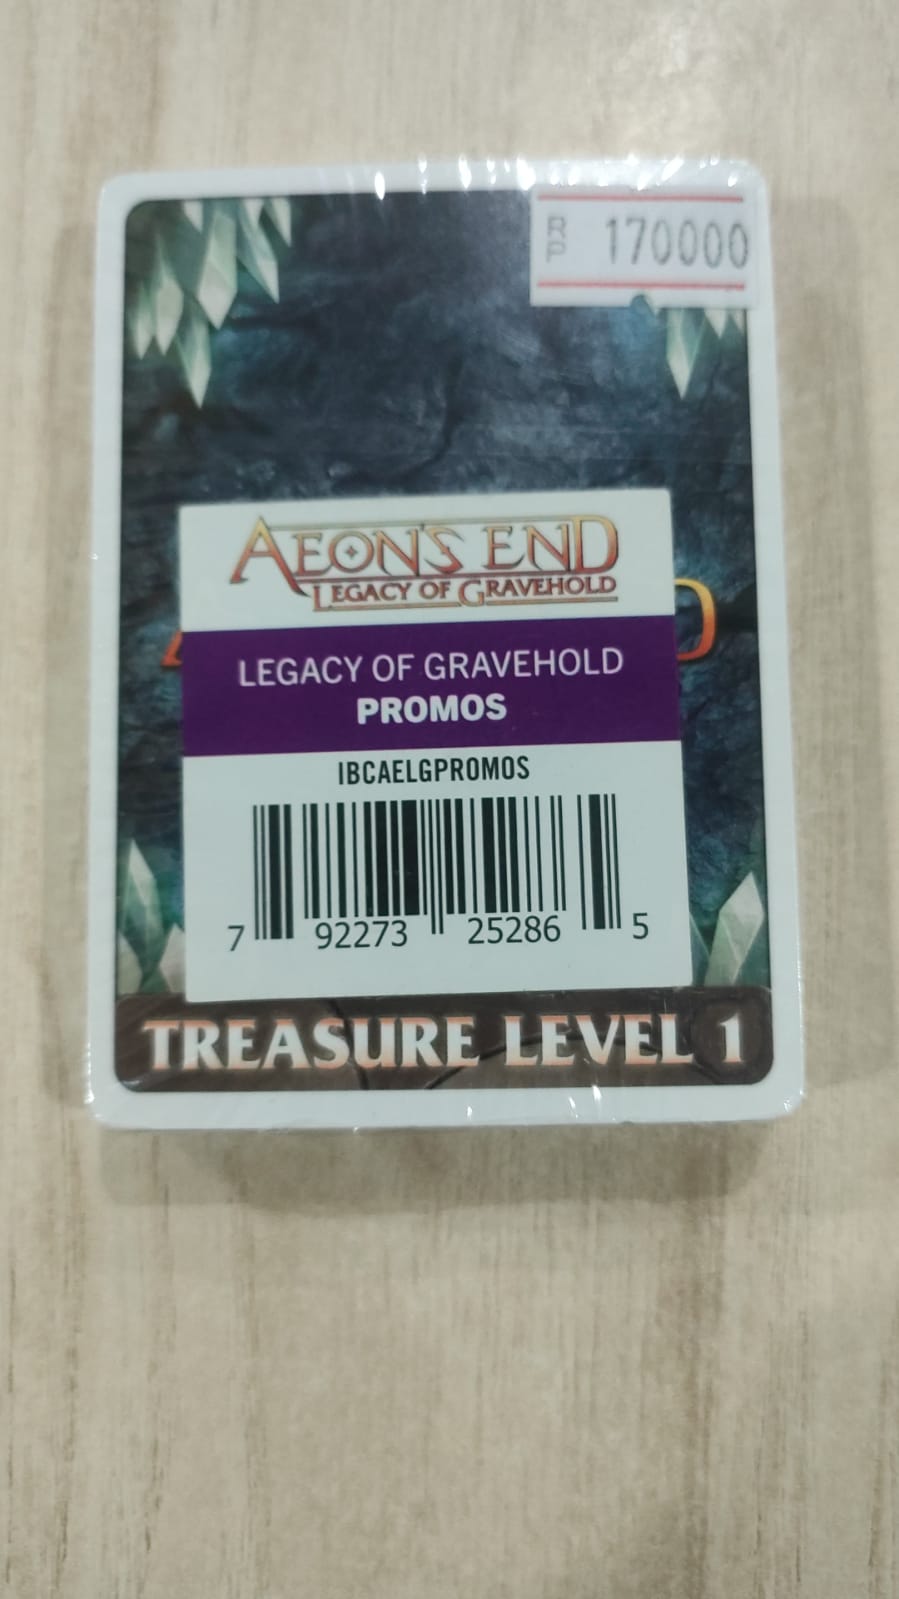 RP 170000
AEON'S END
LEGACY OF GRAVEHOLD
LEGACY OF GRAVEHOLD
PROMOS
IBCAELGPROMOS
7 92273 25286 5
TREASURE LEVEL 1